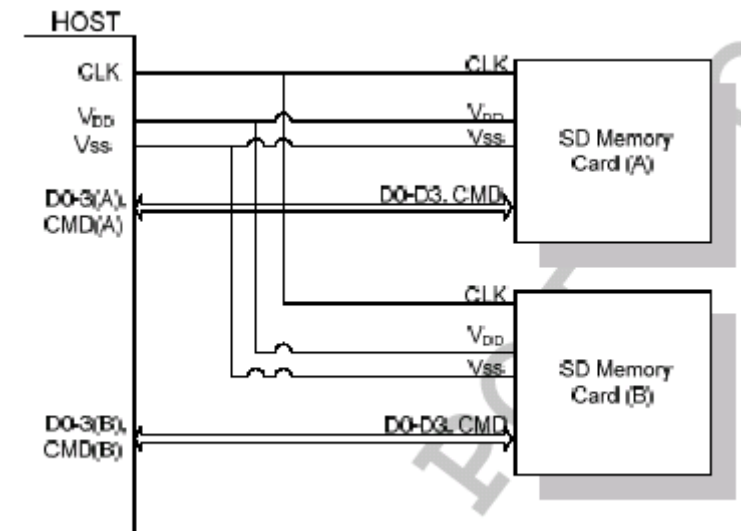 HOST
CLK
CLK
VDD
VDD
Vss
Vss
SD Memory
Card (A)
D0-3(A),
CMD(A)
D0-D3, CMD
CLK
VDD
Vss
SD Memory
Card (B)
D0-3(B),
CMD(B)
D0-D3, CMD